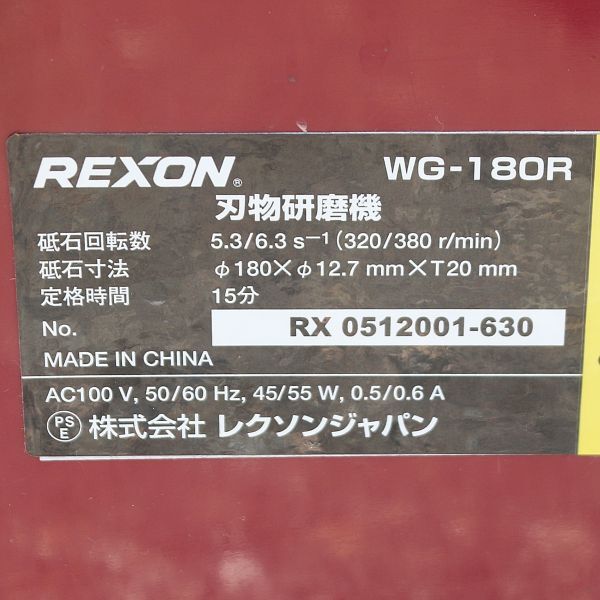 REXON® WG-180R
刃物研磨機
砥石回転数 5.3/6.3 s⁻¹ (320/380 r/min)
砥石寸法 φ180×φ12.7 mm×T20 mm
定格時間 15分
No. RX 0512001-630
MADE IN CHINA
AC100 V, 50/60 Hz, 45/55 W, 0.5/0.6 A
PSE 株式会社 レクソンジャパン